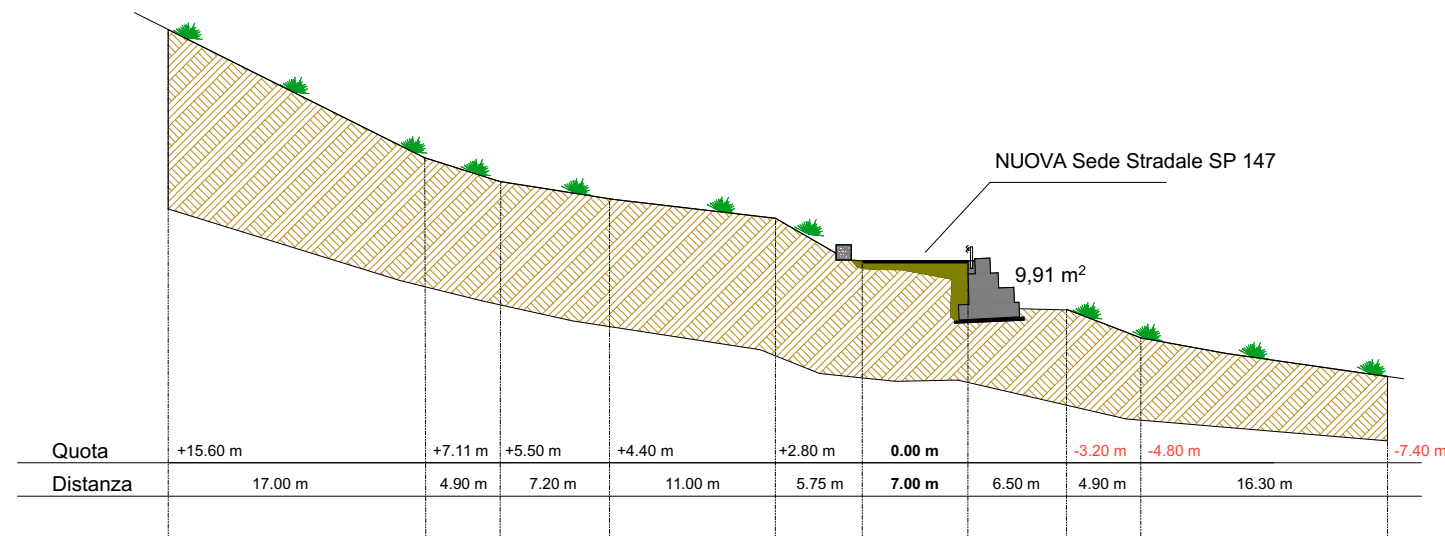 NUOVA Sede Stradale SP 147
9,91 m²
Quota +15.60 m +7.11 m +5.50 m +4.40 m +2.80 m 0.00 m -3.20 m -4.80 m -7.40 m
Distanza 17.00 m 4.90 m 7.20 m 11.00 m 5.75 m 7.00 m 6.50 m 4.90 m 16.30 m